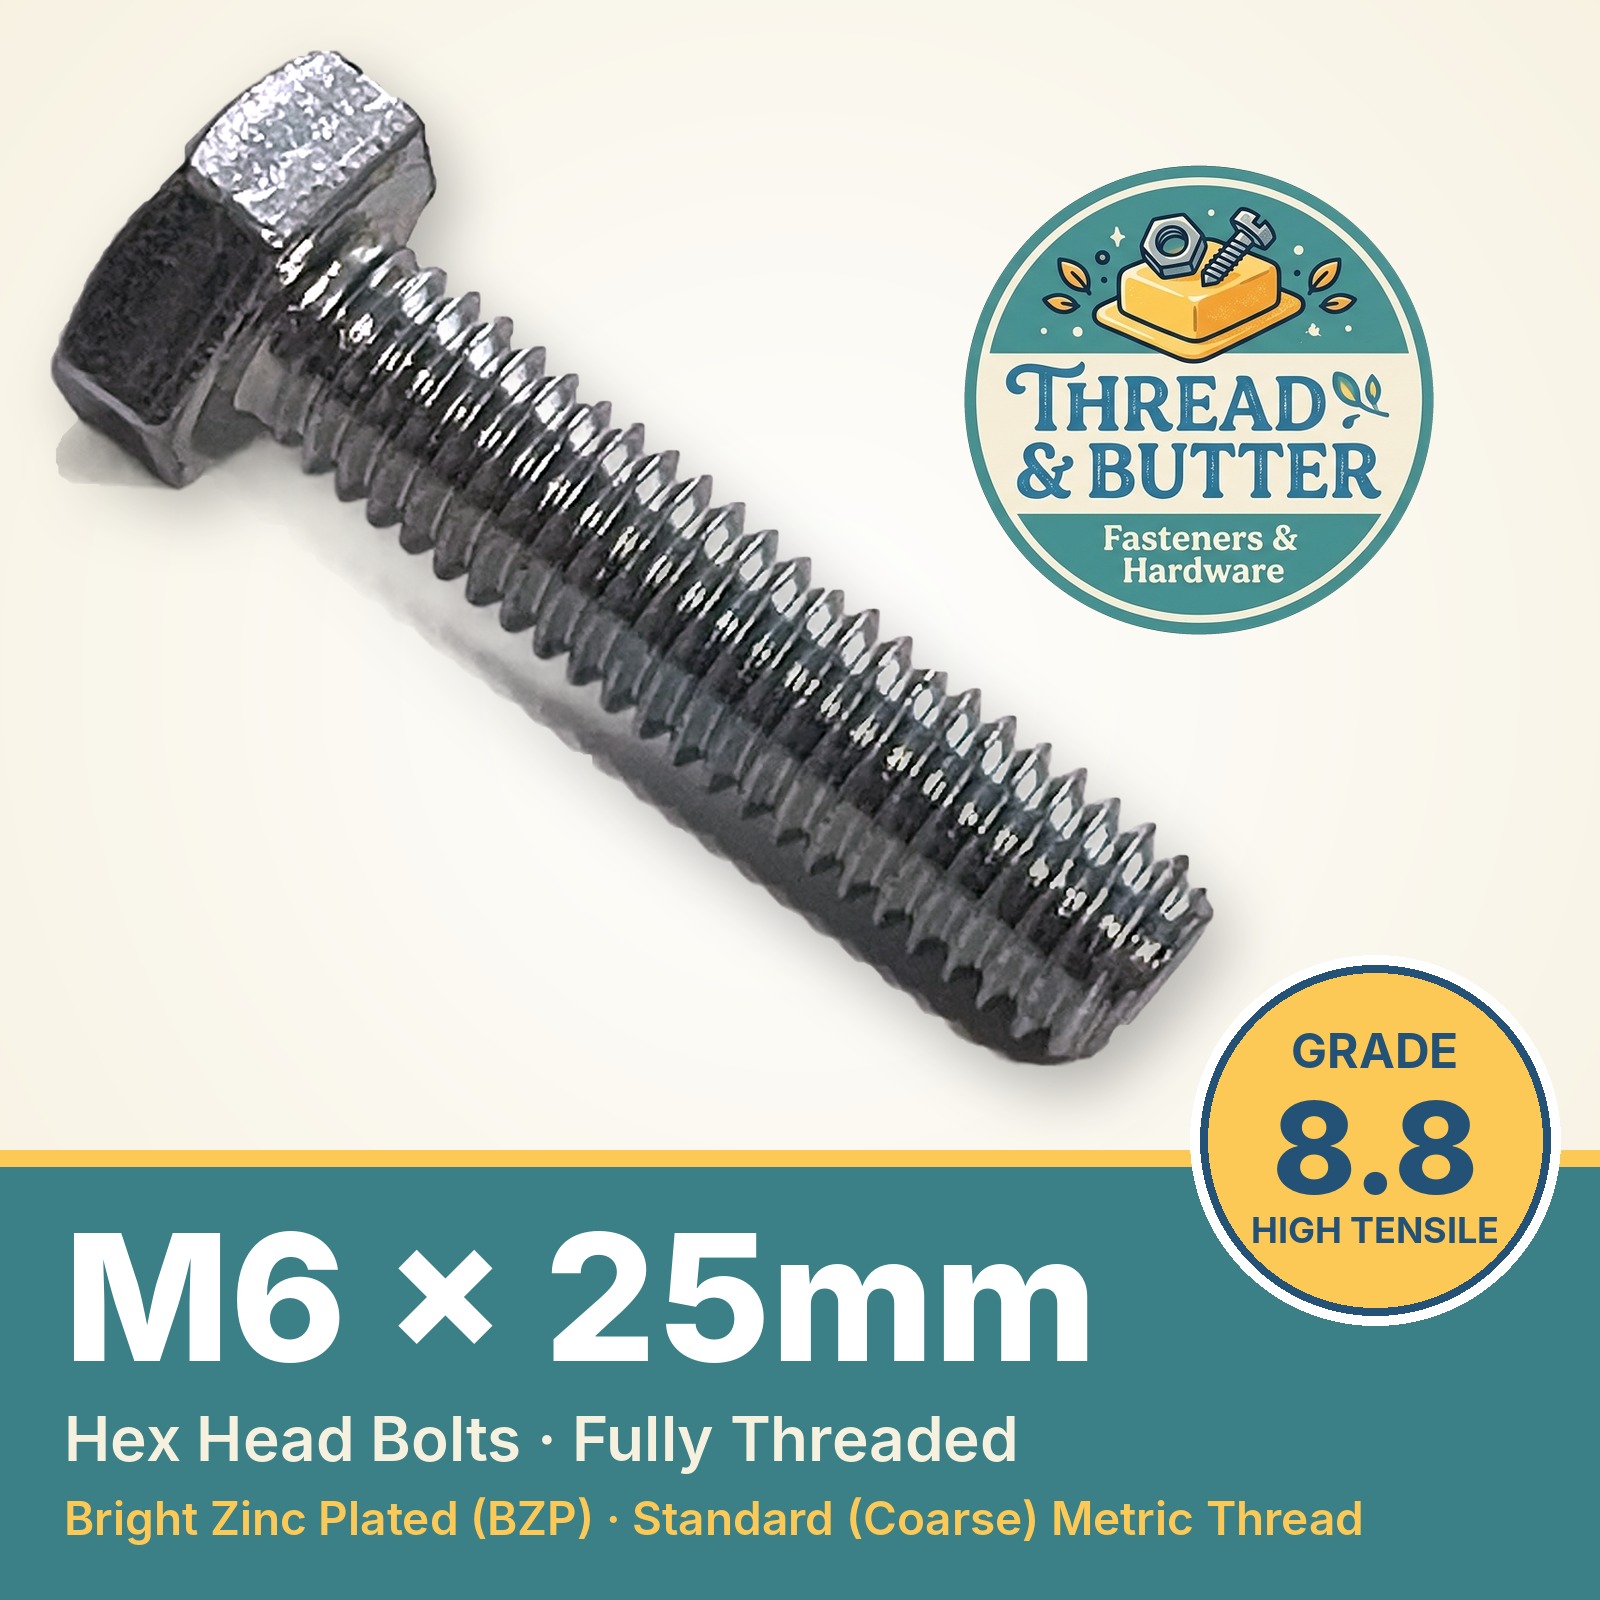 THREAD
& BUTTER
Fasteners &
Hardware
GRADE
8.8
HIGH TENSILE
M6 × 25mm
Hex Head Bolts · Fully Threaded
Bright Zinc Plated (BZP) · Standard (Coarse) Metric Thread